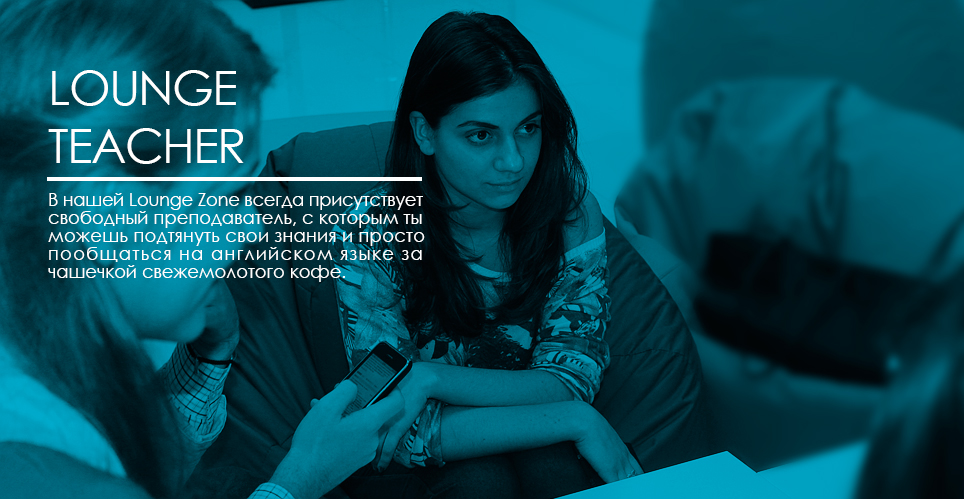 LOUNGE
TEACHER
В нашей Lounge Zone всегда присутствует
свободный преподаватель, с которым ты
можешь подтянуть свои знания и просто
пообщаться на английском языке за
чашечкой свежемолотого кофе.